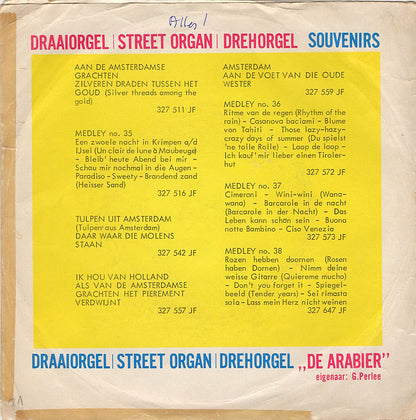 Alles!
DRAAIORGEL | STREET ORGAN | DREHORGEL SOUVENIRS
AAN DE AMSTERDAMSE
GRACHTEN
ZILVEREN DRADEN TUSSEN HET
GOUD (Silver threads among the
gold)
327 511 JF
MEDLEY no. 35
Een zwoele nacht in Krimpen a/d
IJsel (Un clair de lune à Maubeuge)
- Bleib' heute Abend bei mir -
Schau mir nochmal in die Augen -
Paradiso - Sweety - Brandend zand
(Heisser Sand)
327 516 JF
TULPEN UIT AMSTERDAM
(Tulpen aus Amsterdam)
DAAR WAAR DIE MOLENS
STAAN
327 542 JF
IK HOU VAN HOLLAND
ALS VAN DE AMSTERDAMSE
GRACHTEN HET PIEREMENT
VERDWIJNT
327 557 JF
AMSTERDAM
AAN DE VOET VAN DIE OUDE
WESTER
327 559 JF
MEDLEY no. 36
Ritme van de regen (Rhythm of the
rain) - Casanova baciami - Blume
von Tahiti - Those lazy-hazy-
crazy days of summer (Du spielst
'ne tolle Rolle) - Loop de loop -
Ich kauf' mir lieber einen Tiroler-
hut
327 572 JF
MEDLEY no. 37
Cimeroni - Wini-wini (Wana-
wana) - Barcarole in de nacht
(Barcarole in der Nacht) - Das
Leben kann schön sein - Buona
notte Bambino - Ciao Venezia
327 573 JF
MEDLEY no. 38
Rozen hebben doornen (Rosen
haben Dornen) - Nimm deine
weisse Gitarre (Quiereme mucho) -
Don't you forget it - Spiegel-
beeld (Tender years) - Sei rimasta
sola - Lass mein Herz nicht weinen
327 647 JF
DRAAIORGEL | STREET ORGAN | DREHORGEL „DE ARABIER"
eigenaar: G. Perlee